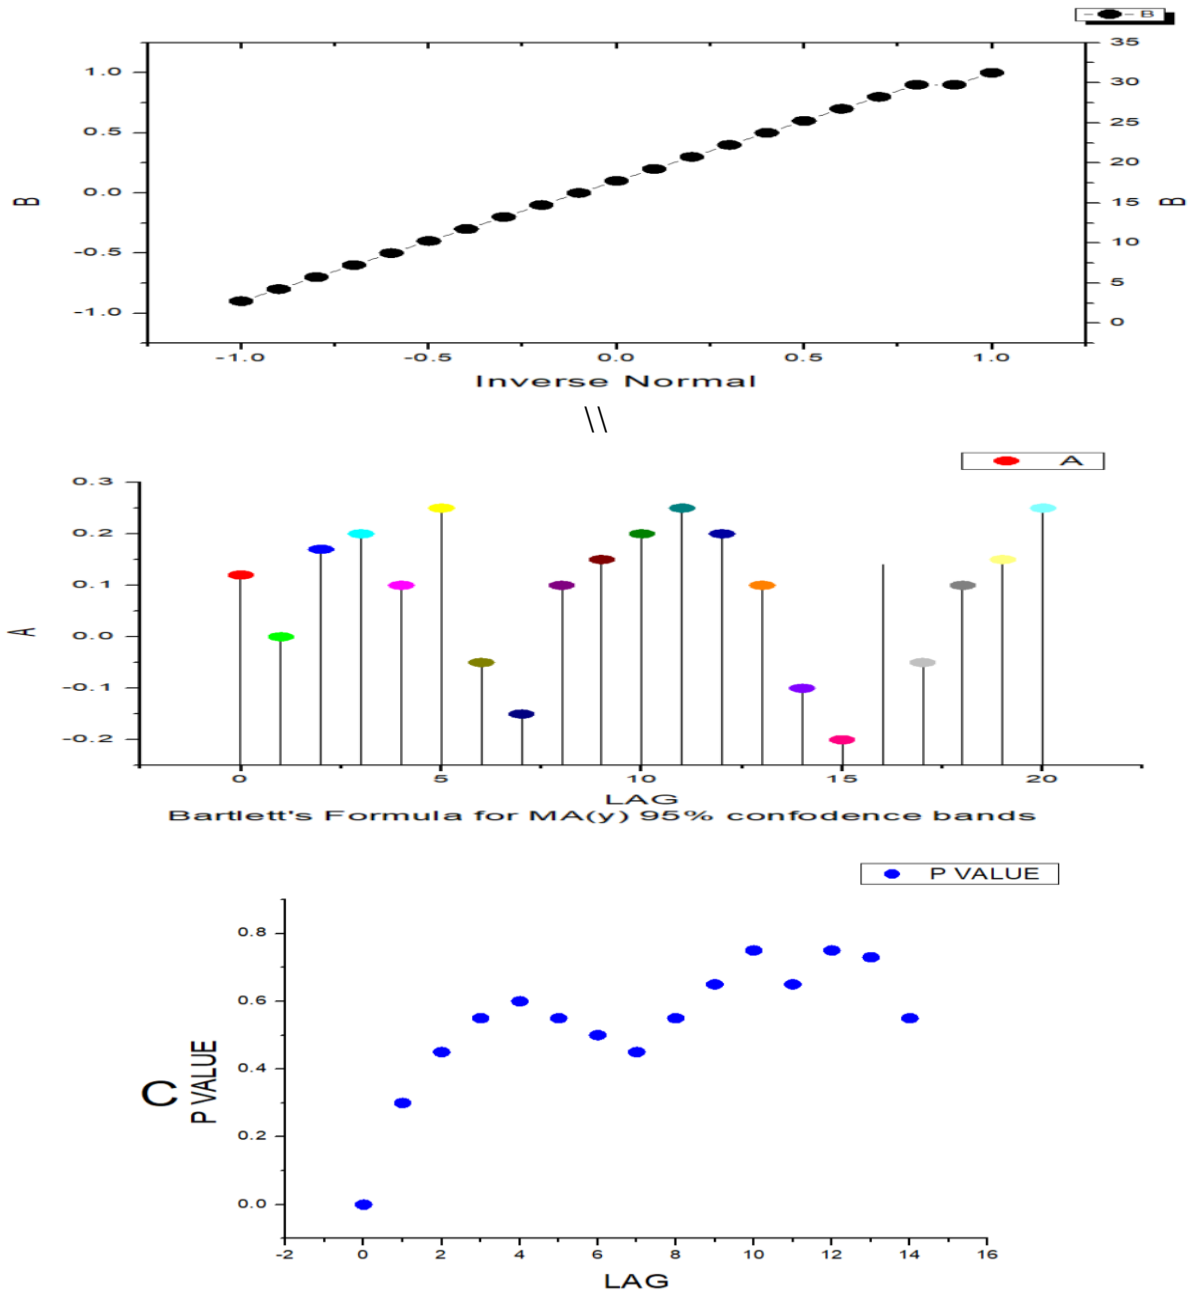 B
35
1.0
30
0.5
25
20
0.0
15
B
B
10
-0.5
5
-1.0
0
-1.0 -0.5 0.0 0.5 1.0
Inverse Normal
\\
A
0.3
0.2
0.1
A
0.0
-0.1
-0.2
0 5 10 15 20
LAG
Bartlett's Formula for MA(y) 95% confodence bands
P VALUE
0.8
0.6
0.4
C
P VALUE
0.2
0.0
-2 0 2 4 6 8 10 12 14 16
LAG